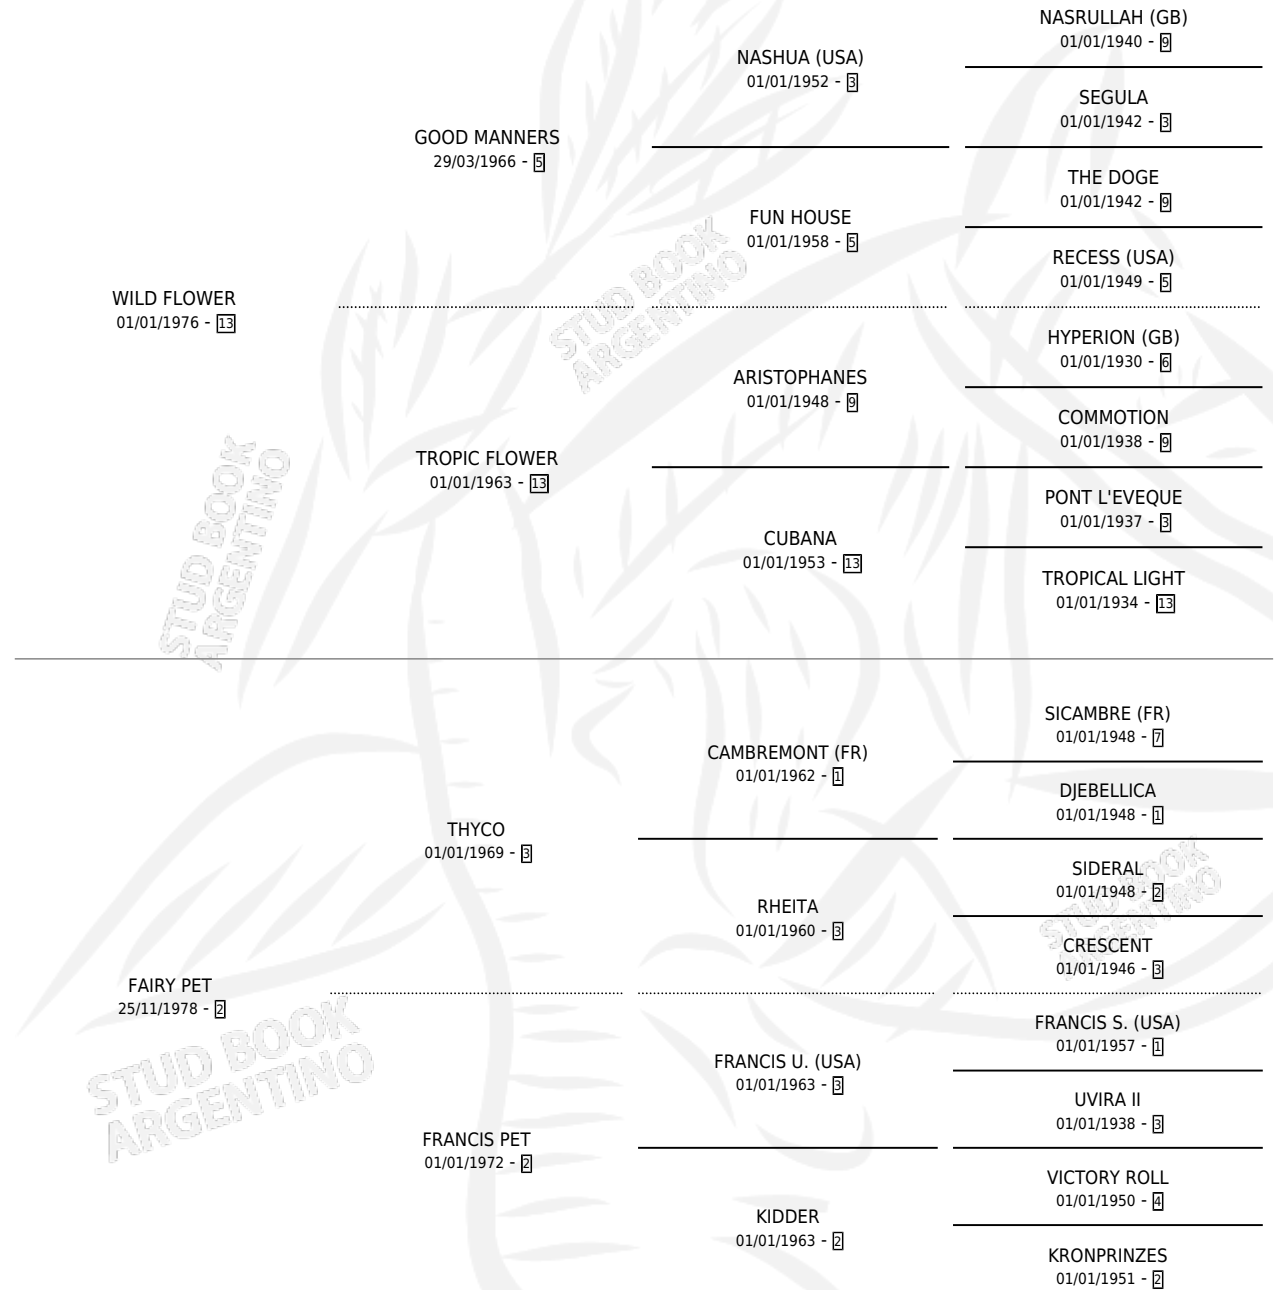 NASRULLAH (GB)
01/01/1940 - 9
NASHUA (USA)
01/01/1952 - 3
SEGULA
01/01/1942 - 3
GOOD MANNERS
29/03/1966 - 5
THE DOGE
01/01/1942 - 9
FUN HOUSE
01/01/1958 - 5
RECESS (USA)
01/01/1949 - 5
WILD FLOWER
01/01/1976 - 13
HYPERION (GB)
01/01/1930 - 6
ARISTOPHANES
01/01/1948 - 9
COMMOTION
01/01/1938 - 9
TROPIC FLOWER
01/01/1963 - 13
PONT L'EVEQUE
01/01/1937 - 3
CUBANA
01/01/1953 - 13
TROPICAL LIGHT
01/01/1934 - 13
SICAMBRE (FR)
01/01/1948 - 7
CAMBREMONT (FR)
01/01/1962 - 1
DJEBELLICA
01/01/1948 - 1
THYCO
01/01/1969 - 3
SIDERAL
01/01/1948 - 2
RHEITA
01/01/1960 - 3
CRESCENT
01/01/1946 - 3
FAIRY PET
25/11/1978 - 2
FRANCIS S. (USA)
01/01/1957 - 1
FRANCIS U. (USA)
01/01/1963 - 3
UVIRA II
01/01/1938 - 3
FRANCIS PET
01/01/1972 - 2
VICTORY ROLL
01/01/1950 - 4
KIDDER
01/01/1963 - 2
KRONPRINZES
01/01/1951 - 2
STUD BOOK
ARGENTINO
STUD BOOK
ARGENTINO
STUD BOOK
ARGENTINO
STUD BOOK
ARGENTINO